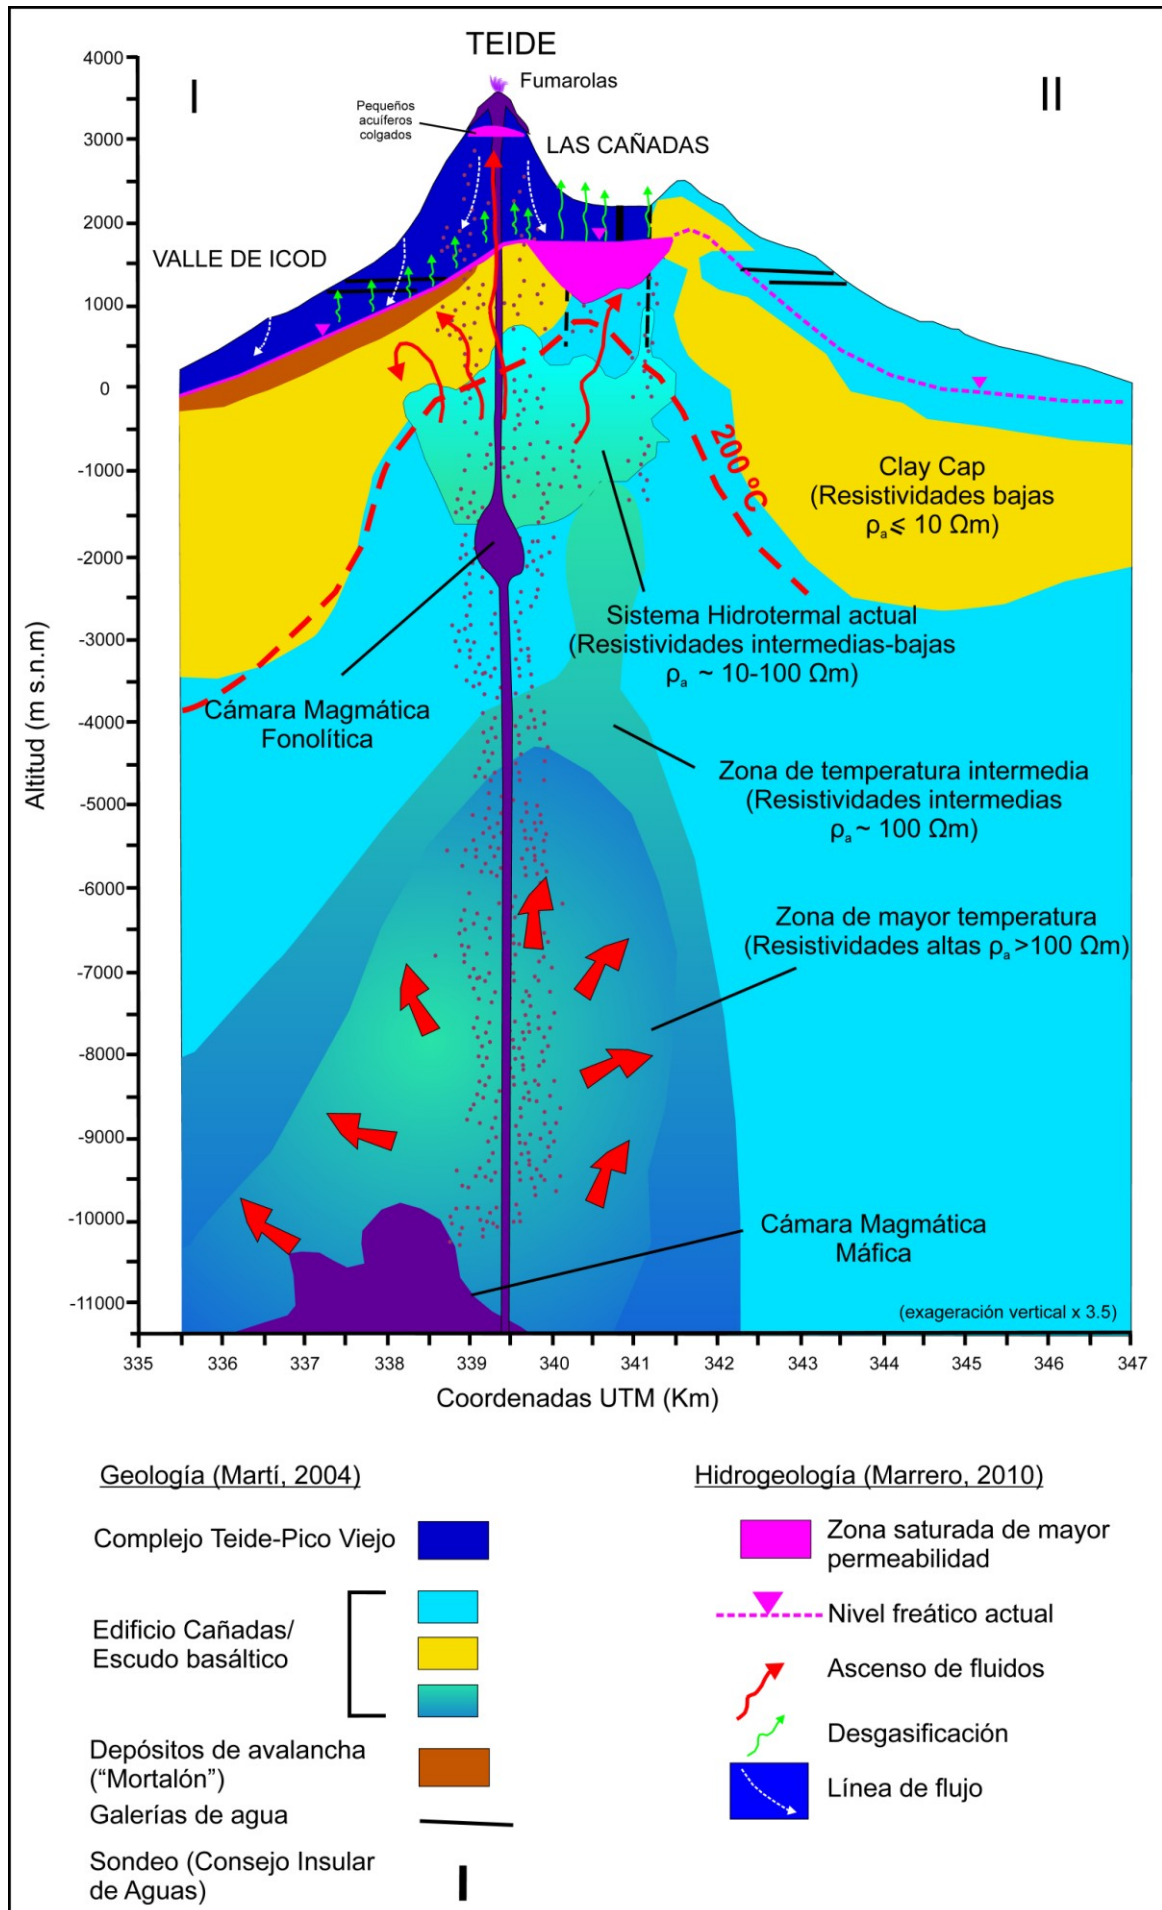 TEIDE
Fumarolas
I
II
Pequeños
acuíferos
colgados
LAS CAÑADAS
VALLE DE ICOD
4000
3000
2000
1000
0
-1000
-2000
-3000
-4000
-5000
-6000
-7000
-8000
-9000
-10000
-11000
Altitud (m s.n.m)
200 ºC
Clay Cap
(Resistividades bajas
ρa⩽ 10 Ωm)
Sistema Hidrotermal actual
(Resistividades intermedias-bajas
ρa ~ 10-100 Ωm)
Cámara Magmática
Fonolítica
Zona de temperatura intermedia
(Resistividades intermedias
ρa ~ 100 Ωm)
Zona de mayor temperatura
(Resistividades altas ρa >100 Ωm)
Cámara Magmática
Máfica
(exageración vertical x 3.5)
335 336 337 338 339 340 341 342 343 344 345 346 347
Coordenadas UTM (Km)
Geología (Martí, 2004)
Complejo Teide-Pico Viejo
Edificio Cañadas/
Escudo basáltico
Depósitos de avalancha
(“Mortalón”)
Galerías de agua
Sondeo (Consejo Insular
de Aguas)
Hidrogeología (Marrero, 2010)
Zona saturada de mayor
permeabilidad
Nivel freático actual
Ascenso de fluidos
Desgasificación
Línea de flujo